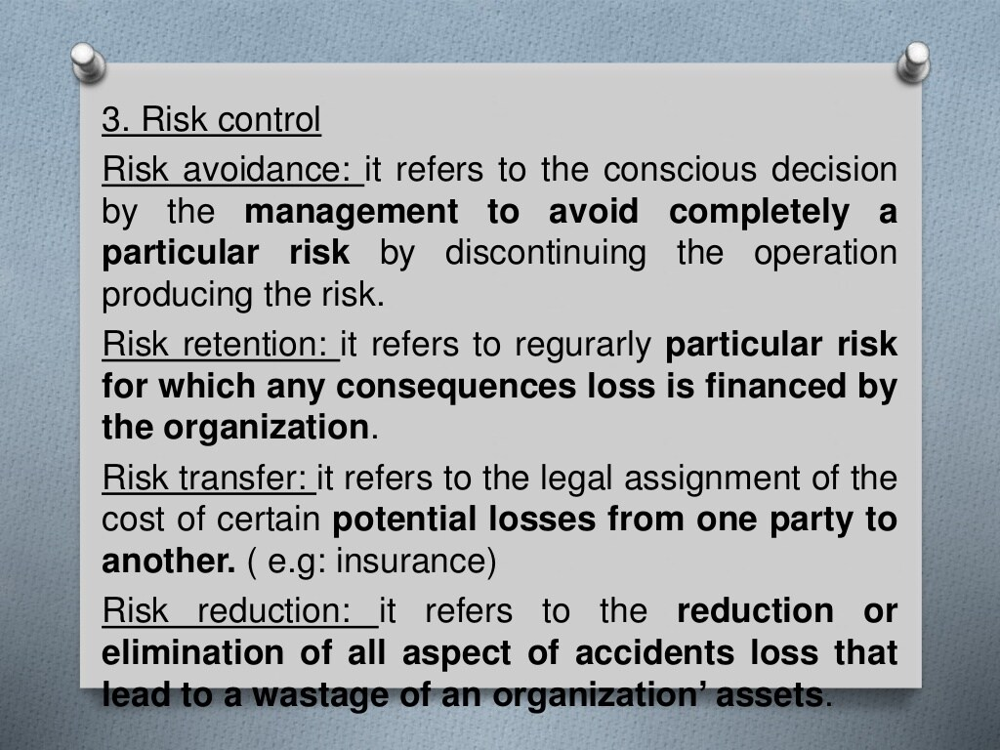 3. Risk control
Risk avoidance: it refers to the conscious decision
by the management to avoid completely a
particular risk by discontinuing the operation
producing the risk.
Risk retention: it refers to regurarly particular risk
for which any consequences loss is financed by
the organization.
Risk transfer: it refers to the legal assignment of the
cost of certain potential losses from one party to
another. ( e.g: insurance)
Risk reduction: it refers to the reduction or
elimination of all aspect of accidents loss that
lead to a wastage of an organization’ assets.